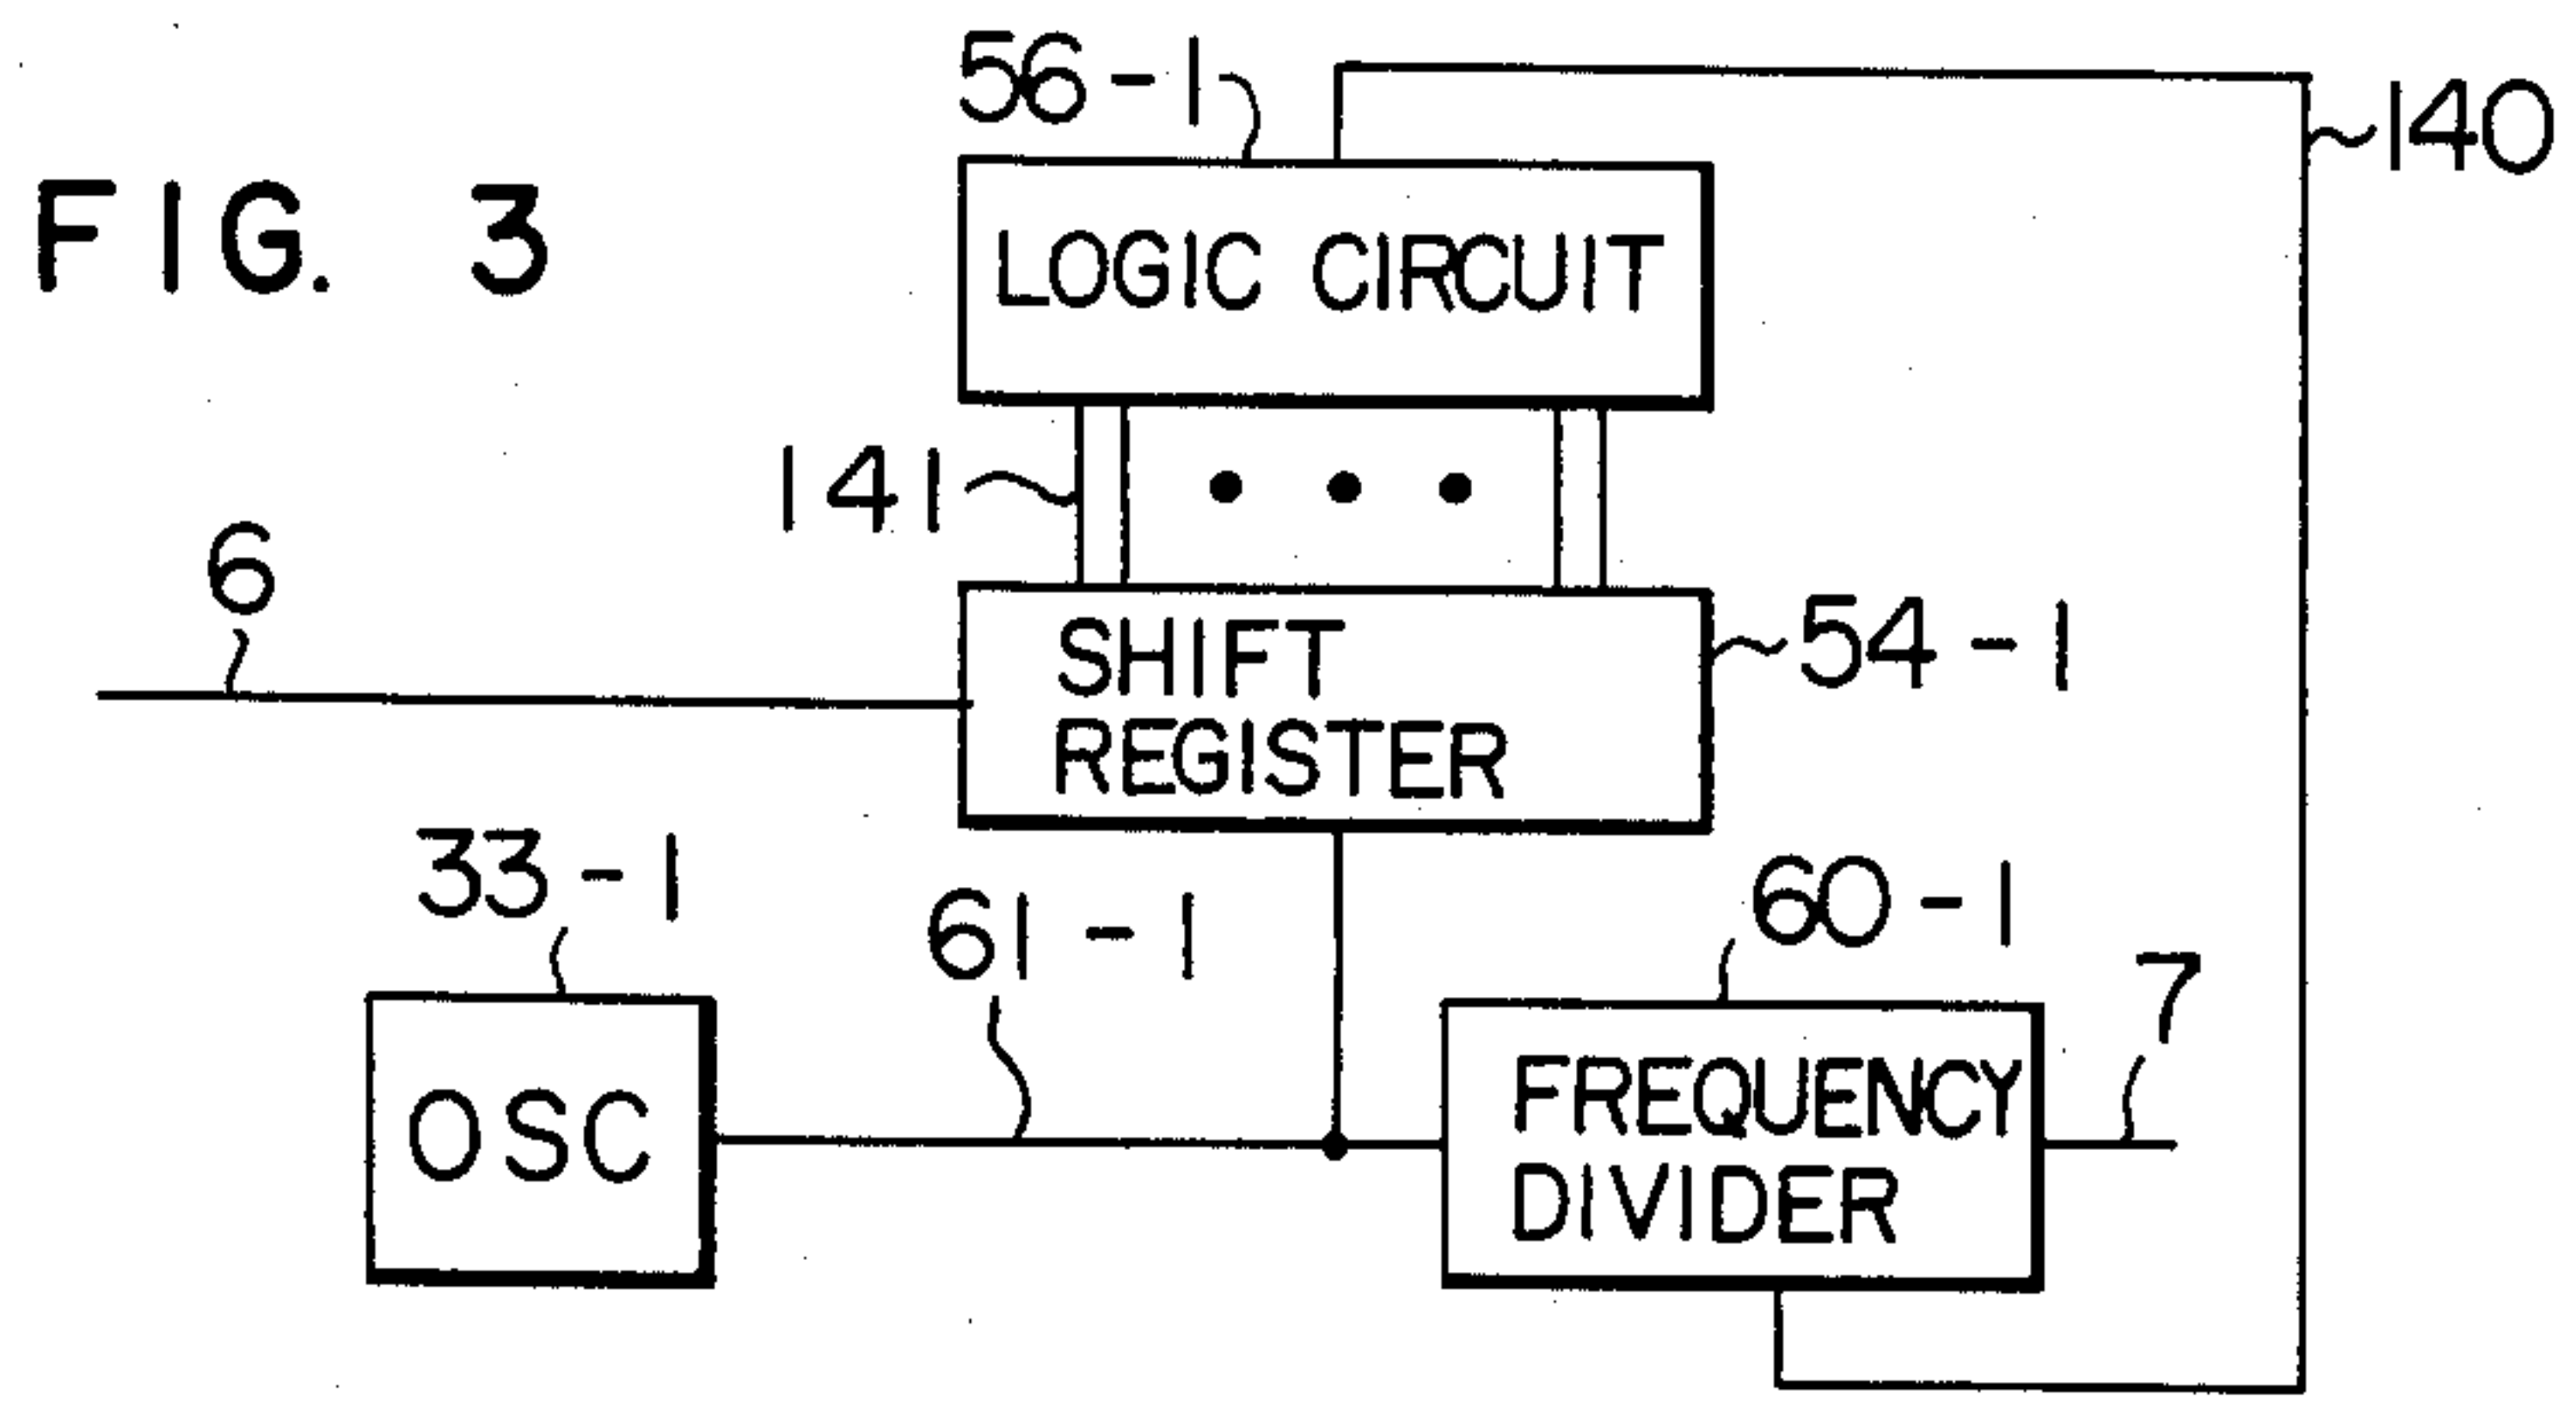 56-1
140
FIG. 3
LOGIC CIRCUIT
141
6
SHIFT
REGISTER
54-1
33-1
61-1
60-1
7
OSC
FREQUENCY
DIVIDER